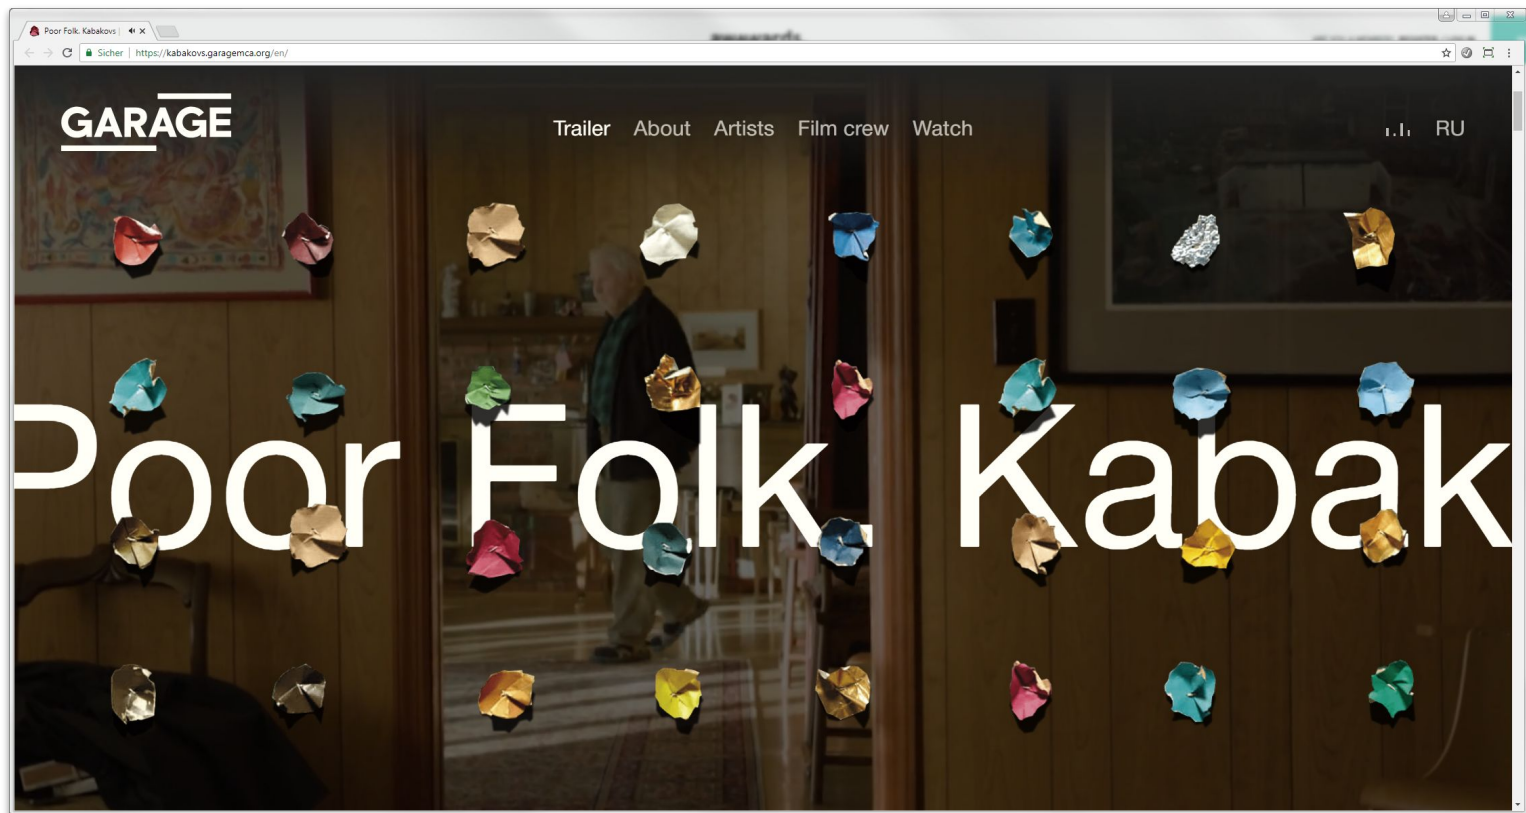 Poor Folk. Kabakovs |
Sicher | https://kabakovs.garagemca.org/en/
GARAGE
Trailer About Artists Film crew Watch
RU
Poor Folk. Kabak